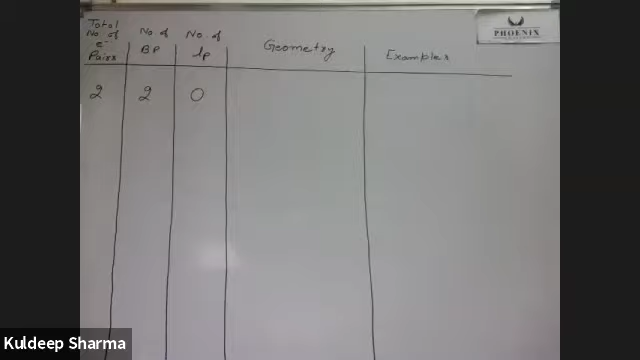 Total
No. of
e-
Pairs
No. of
BP
No. of
lp
Geometry
Examples
2 2 0
PHOENIX
Kuldeep Sharma